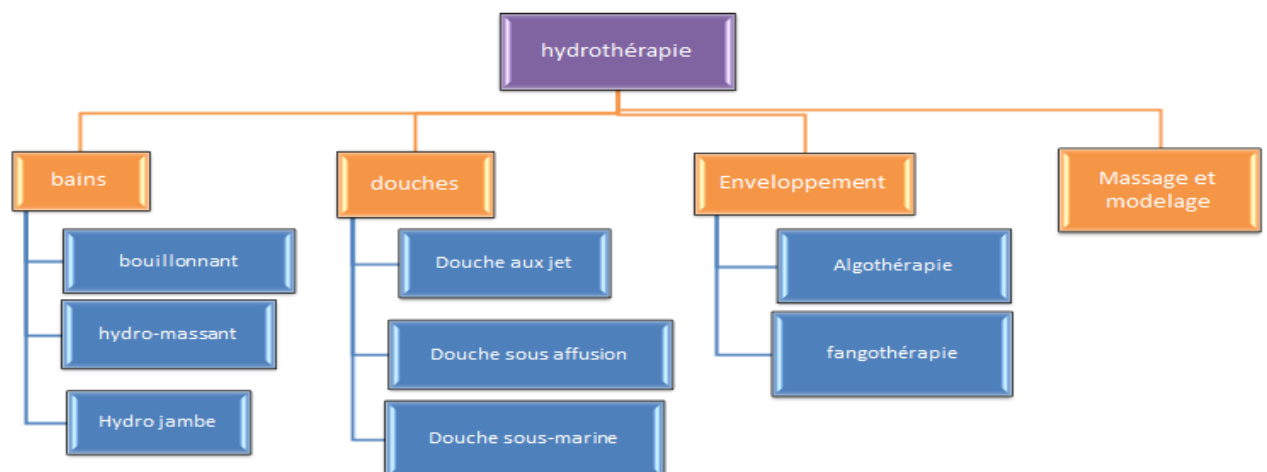 hydrothérapie
bains
bouillonnant
hydro-massant
Hydro jambe
douches
Douche aux jet
Douche sous affusion
Douche sous-marine
Enveloppement
Algothérapie
fangothérapie
Massage et
modelage